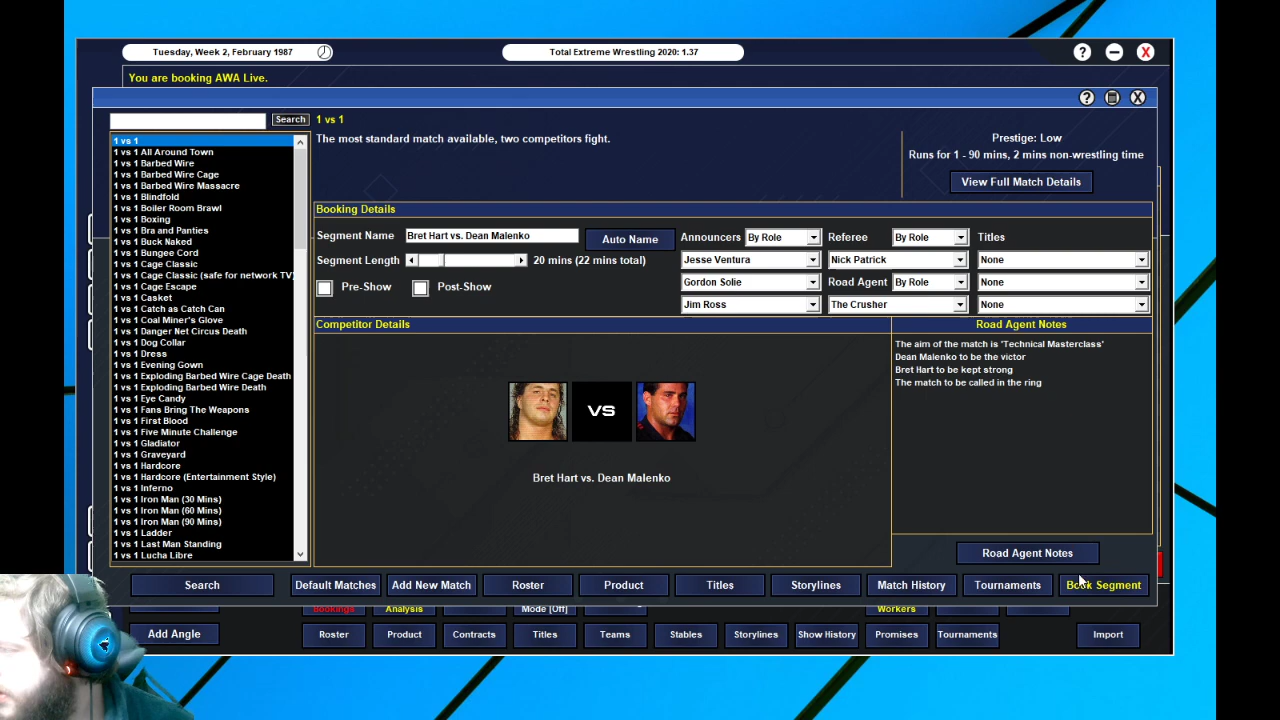 Tuesday, Week 2, February 1987
Total Extreme Wrestling 2020: 1.37
? X
You are booking AWA Live.
? X
Search
1 vs 1
1 vs 1
1 vs 1 All Around Town
1 vs 1 Barbed Wire
1 vs 1 Barbed Wire Cage
1 vs 1 Barbed Wire Massacre
1 vs 1 Blindfold
1 vs 1 Boiler Room Brawl
1 vs 1 Boxing
1 vs 1 Bra and Panties
1 vs 1 Buck Naked
1 vs 1 Bungee Cord
1 vs 1 Cage Classic
1 vs 1 Cage Classic (safe for network TV)
1 vs 1 Cage Escape
1 vs 1 Casket
1 vs 1 Catch as Catch Can
1 vs 1 Coal Miner's Glove
1 vs 1 Danger Net Circus Death
1 vs 1 Dog Collar
1 vs 1 Dress
1 vs 1 Evening Gown
1 vs 1 Exploding Barbed Wire Cage Death
1 vs 1 Exploding Barbed Wire Death
1 vs 1 Eye Candy
1 vs 1 Fans Bring The Weapons
1 vs 1 First Blood
1 vs 1 Five Minute Challenge
1 vs 1 Gladiator
1 vs 1 Graveyard
1 vs 1 Hardcore
1 vs 1 Hardcore (Entertainment Style)
1 vs 1 Inferno
1 vs 1 Iron Man (30 Mins)
1 vs 1 Iron Man (60 Mins)
1 vs 1 Iron Man (90 Mins)
1 vs 1 Ladder
1 vs 1 Last Man Standing
1 vs 1 Lucha Libre
The most standard match available, two competitors fight.
Prestige: Low
Runs for 1 - 90 mins, 2 mins non-wrestling time
View Full Match Details
Booking Details
Segment Name Bret Hart vs. Dean Malenko Auto Name Announcers By Role Referee By Role Titles
Segment Length 20 mins (22 mins total) Jesse Ventura Nick Patrick None
Pre-Show Post-Show Gordon Solie Road Agent By Role None
Jim Ross The Crusher None
Competitor Details
Road Agent Notes
The aim of the match is 'Technical Masterclass'
Dean Malenko to be the victor
Bret Hart to be kept strong
The match to be called in the ring
VS
Bret Hart vs. Dean Malenko
Road Agent Notes
Search Default Matches Add New Match Roster Product Titles Storylines Match History Tournaments Book Segment
Bookings Analysis Mode [Off] Workers
Add Angle Roster Product Contracts Titles Teams Stables Storylines Show History Promises Tournaments Import